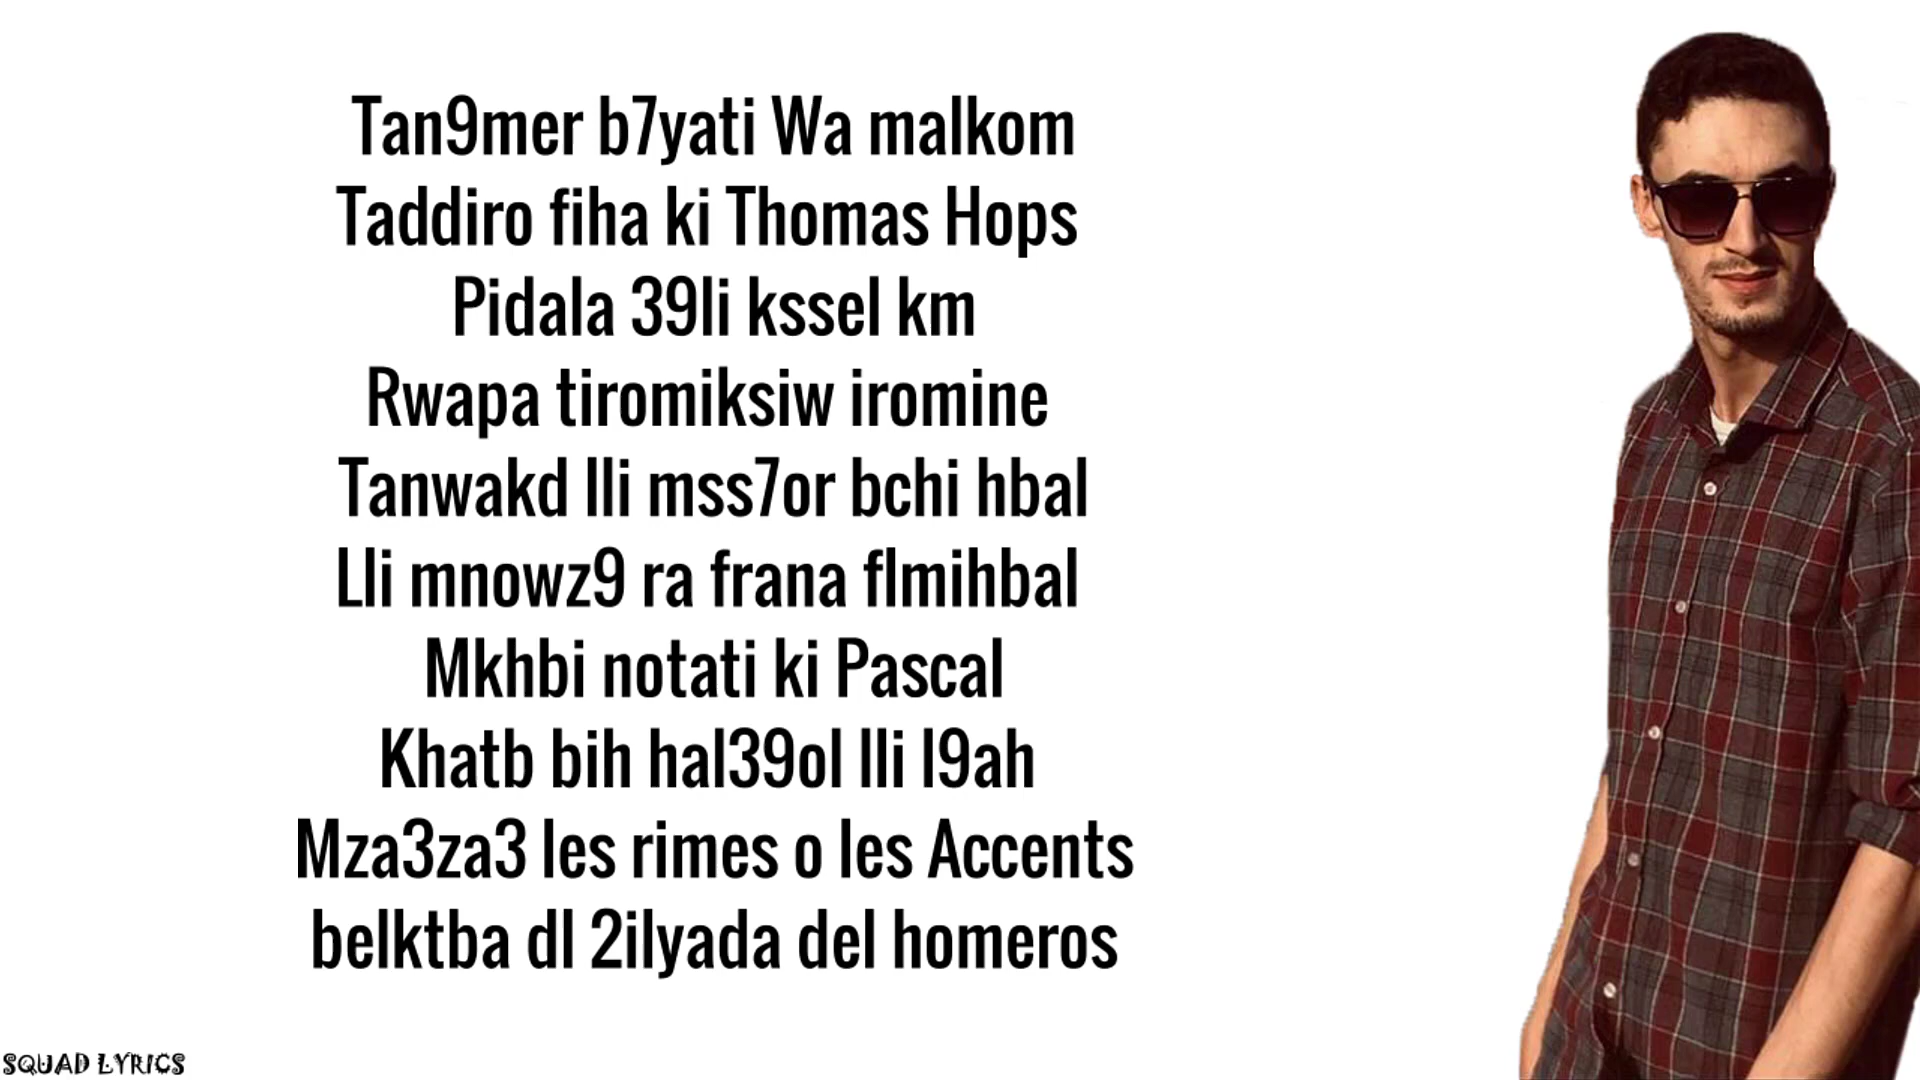 Tan9mer b7yati Wa malkom
Taddiro fiha ki Thomas Hops
Pidala 39li kssel km
Rwapa tiromiksiw iromine
Tanwakd lli mss7or bchi hbal
Lli mnowz9 ra frana flmihbal
Mkhbi notati ki Pascal
Khatb bih hal39ol lli l9ah
Mza3za3 les rimes o les Accents
belktba dl 2ilyada del homeros
SQUAD LYRICS